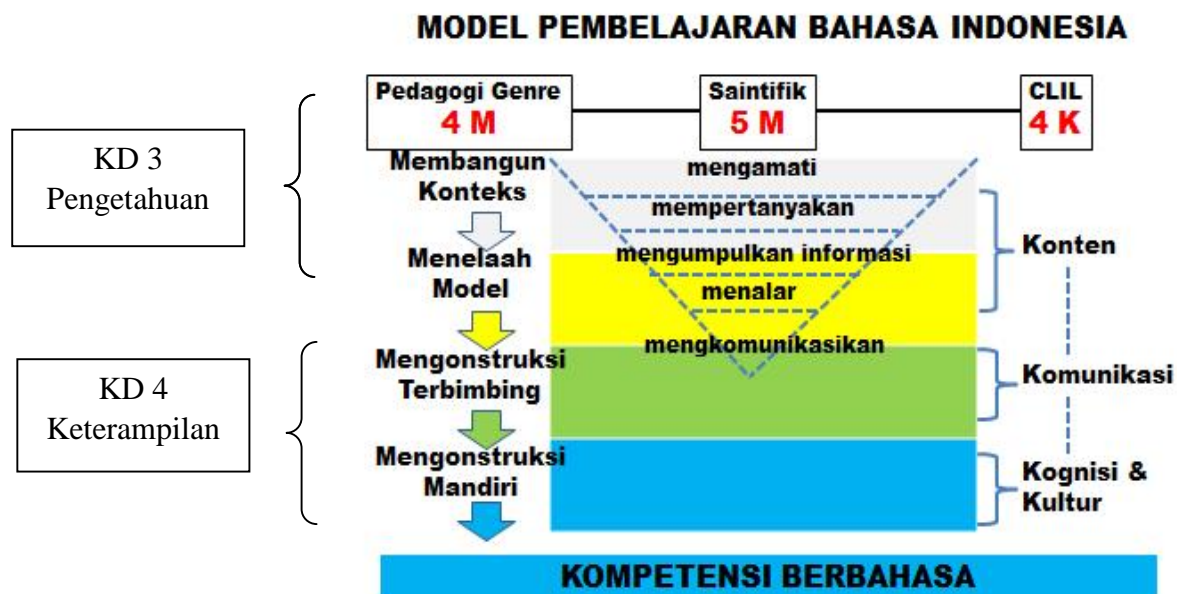 MODEL PEMBELAJARAN BAHASA INDONESIA
Pedagogi Genre
4 M
Saintifik
5 M
CLIL
4 K
KD 3
Pengetahuan
Membangun
Konteks
mengamati
mempertanyakan
Konten
Menelaah
Model
mengumpulkan informasi
menalar
KD 4
Keterampilan
Mengonstruksi
Terbimbing
mengkomunikasikan
Komunikasi
Mengonstruksi
Mandiri
Kognisi &
Kultur
KOMPETENSI BERBAHASA